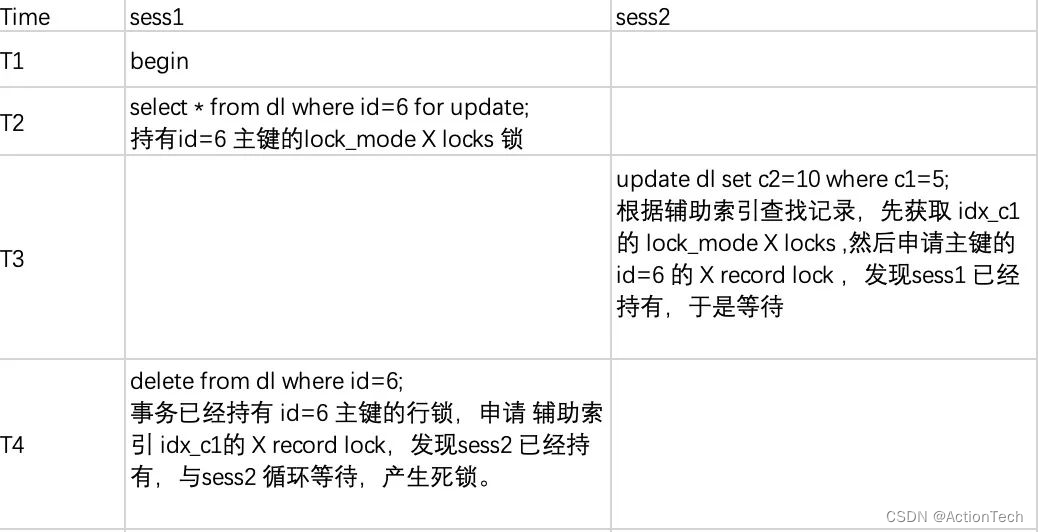 Time sess1 sess2
T1 begin
T2 select * from dl where id=6 for update;
持有id=6 主键的lock_mode X locks 锁
T3 update dl set c2=10 where c1=5;
根据辅助索引查找记录，先获取 idx_c1
的 lock_mode X locks ,然后申请主键的
id=6 的 X record lock ，发现sess1 已经
持有，于是等待
T4 delete from dl where id=6;
事务已经持有 id=6 主键的行锁，申请 辅助索
引 idx_c1的 X record lock，发现sess2 已经持
有，与sess2 循环等待，产生死锁。
CSDN @ActionTech